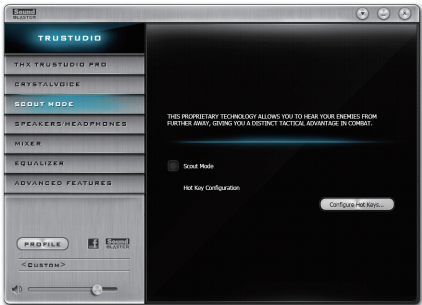 Sound
BLASTER
TRUSTUDIO
THX TRUSTUDIO PRO
CRYSTALVOICE
SCOUT MODE
SPEAKERS/HEADPHONES
MIXER
EQUALIZER
ADVANCED FEATURES
THIS PROPRIETARY TECHNOLOGY ALLOWS YOU TO HEAR YOUR ENEMIES FROM
FURTHER AWAY, GIVING YOU A DISTINCT TACTICAL ADVANTAGE IN COMBAT.
Scout Mode
Hot Key Configuration
Configure Hot Keys...
PROFILE
f
Sound
BLASTER
<CUSTOM>